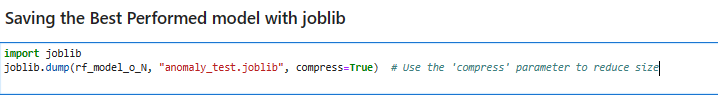 Saving the Best Performed model with joblib
import joblib
joblib.dump(rf_model_o_N, "anomaly_test.joblib", compress=True)  # Use the 'compress' parameter to reduce size